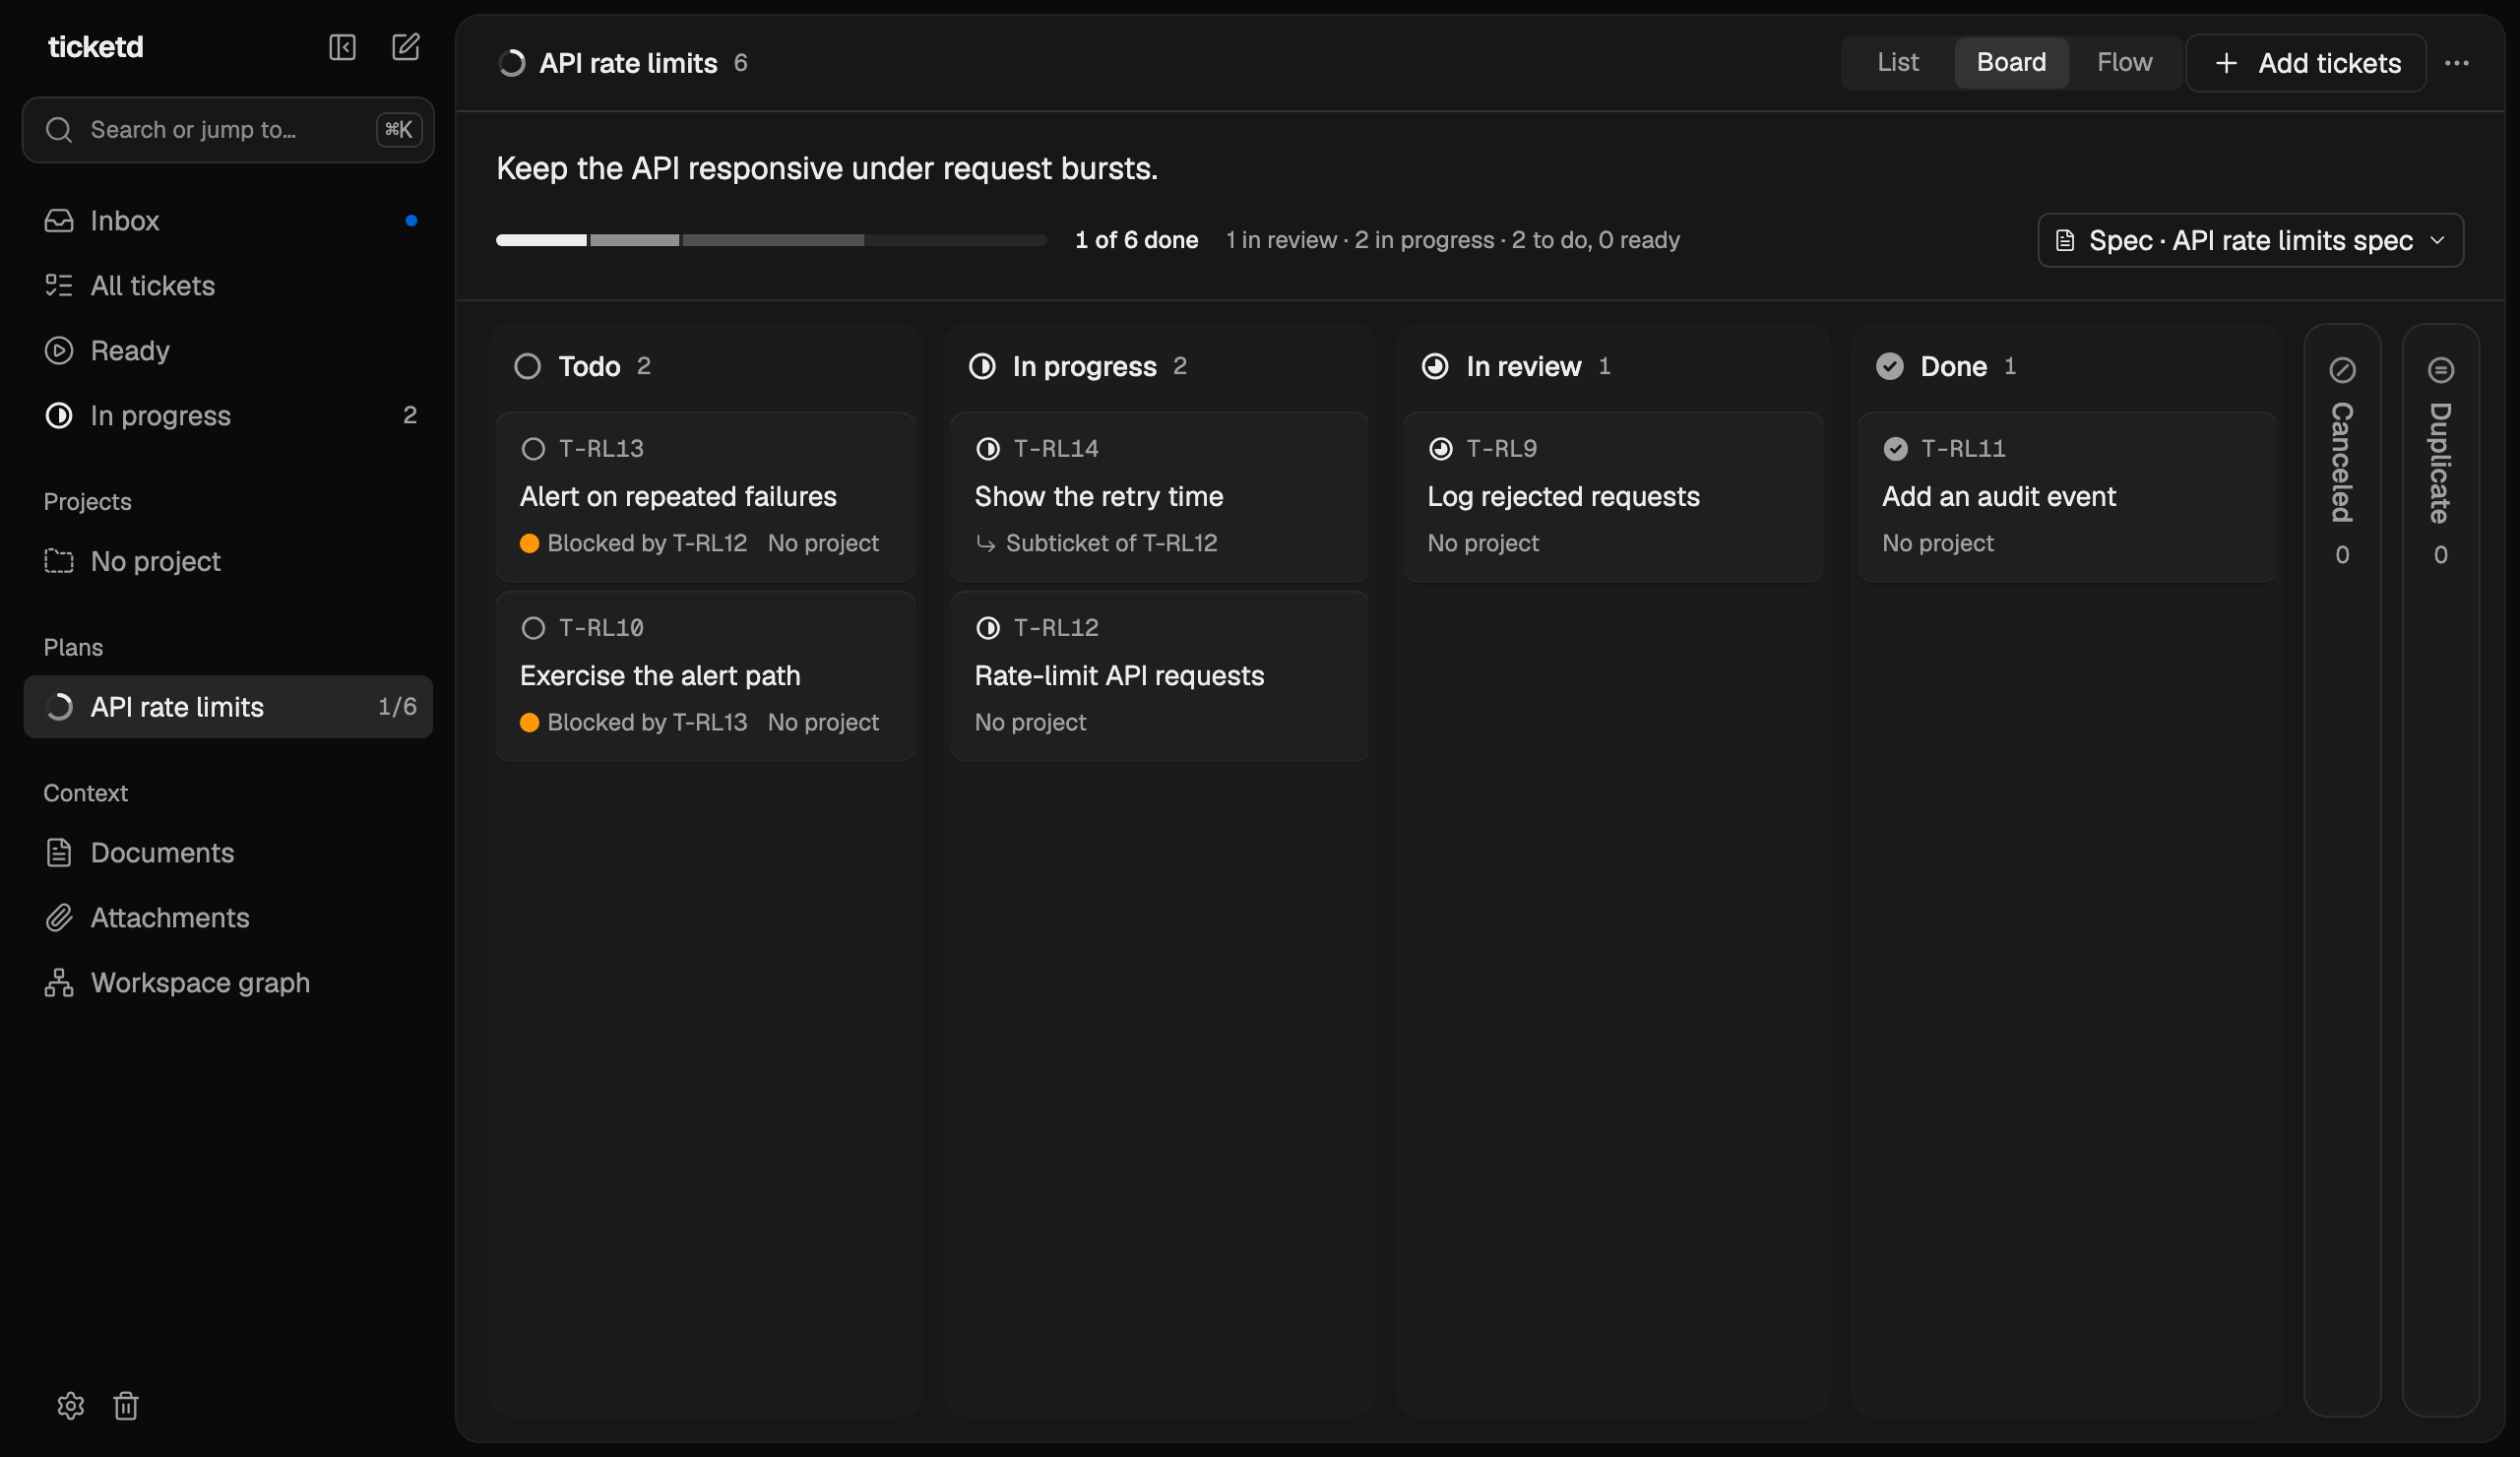 ticketd
Search or jump to...
⌘K
Inbox
All tickets
Ready
In progress 2
Projects
No project
Plans
API rate limits 1/6
Context
Documents
Attachments
Workspace graph
API rate limits 6
List Board Flow
+ Add tickets
Keep the API responsive under request bursts.
1 of 6 done 1 in review · 2 in progress · 2 to do, 0 ready
Spec · API rate limits spec
Todo 2
T-RL13
Alert on repeated failures
Blocked by T-RL12 No project
T-RL10
Exercise the alert path
Blocked by T-RL13 No project
In progress 2
T-RL14
Show the retry time
Subticket of T-RL12
T-RL12
Rate-limit API requests
No project
In review 1
T-RL9
Log rejected requests
No project
Done 1
T-RL11
Add an audit event
No project
Canceled 0
Duplicate 0